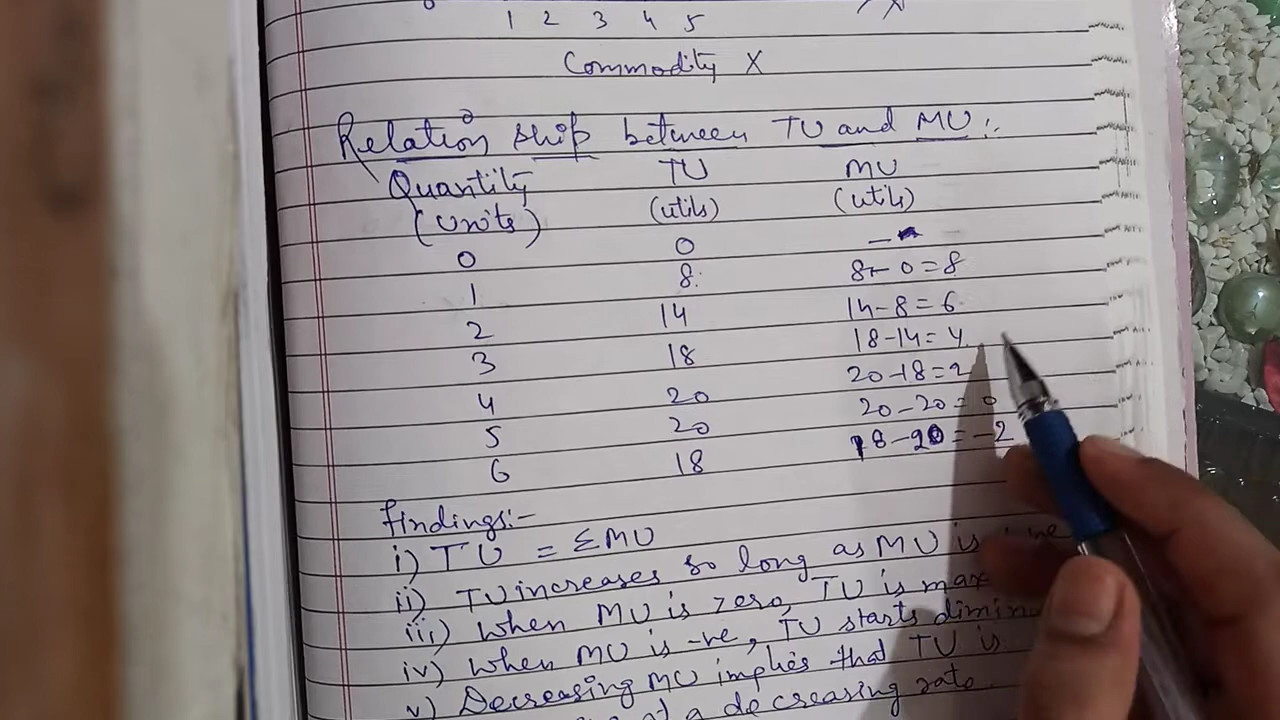 1 2 3 4 5
Commodity X
Relation ship between TU and MU:.
Quantity TU MU
(Units) (utils) (utils)
0 0 –
1 8 8-0=8
2 14 14-8=6
3 18 18-14=4
4 20 20-18=2
5 20 20-20=0
6 18 18-20=-2
findings:-
i) TU = ΣMU
ii) TU increases so long as MU is
iii) When MU is zero, TU is max
iv) When MU is -ve, TU starts
v) Decreasing MU implies that TU is
at a decreasing rate.